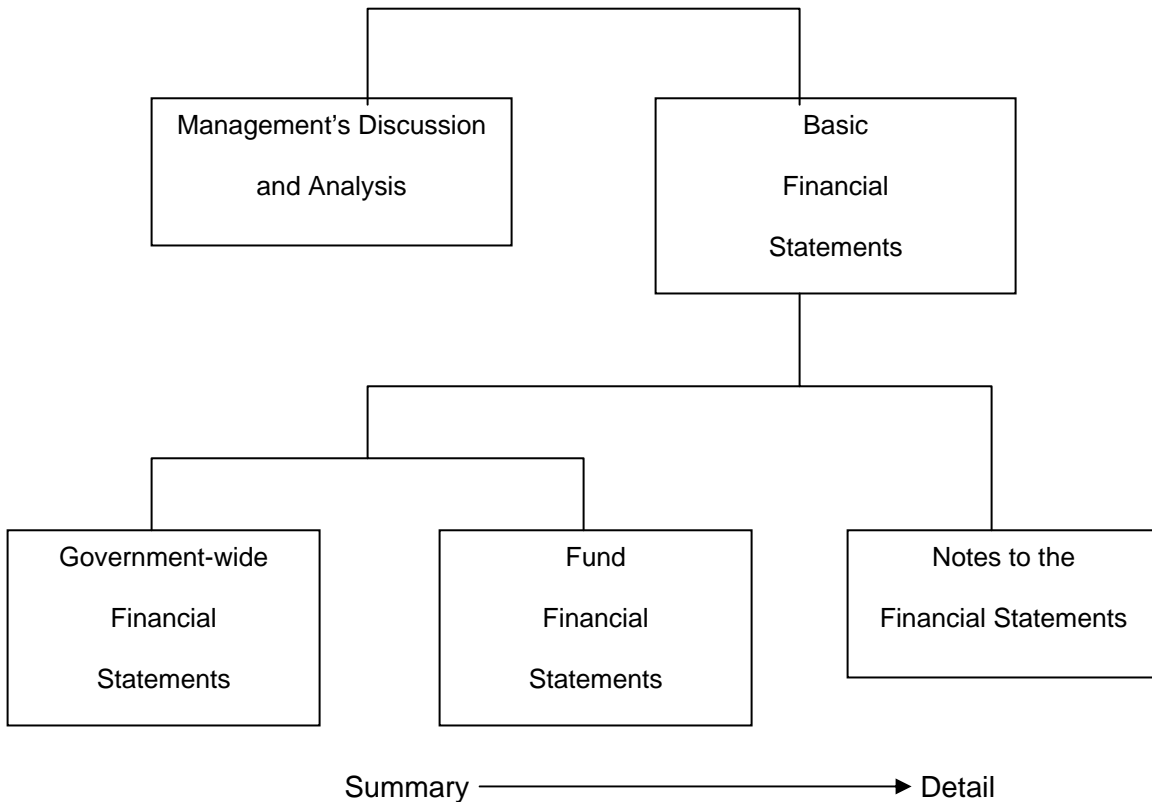 Management’s Discussion
and Analysis
Basic
Financial
Statements
Government-wide
Financial
Statements
Fund
Financial
Statements
Notes to the
Financial Statements
Summary
Detail